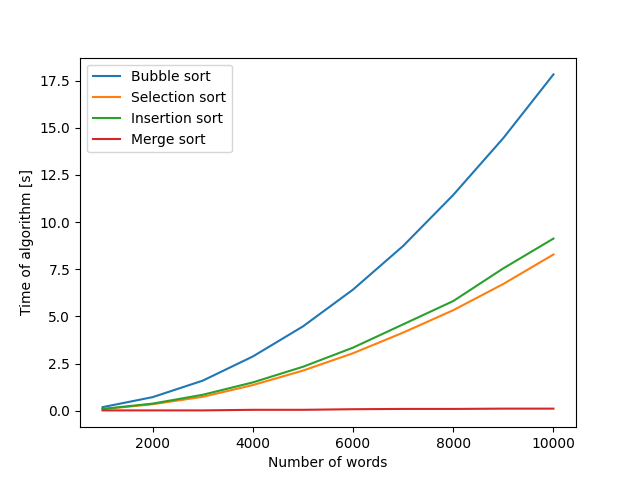 Bubble sort
Selection sort
Insertion sort
Merge sort
17.5
15.0
12.5
10.0
7.5
5.0
2.5
0.0
Time of algorithm [s]
2000 4000 6000 8000 10000
Number of words